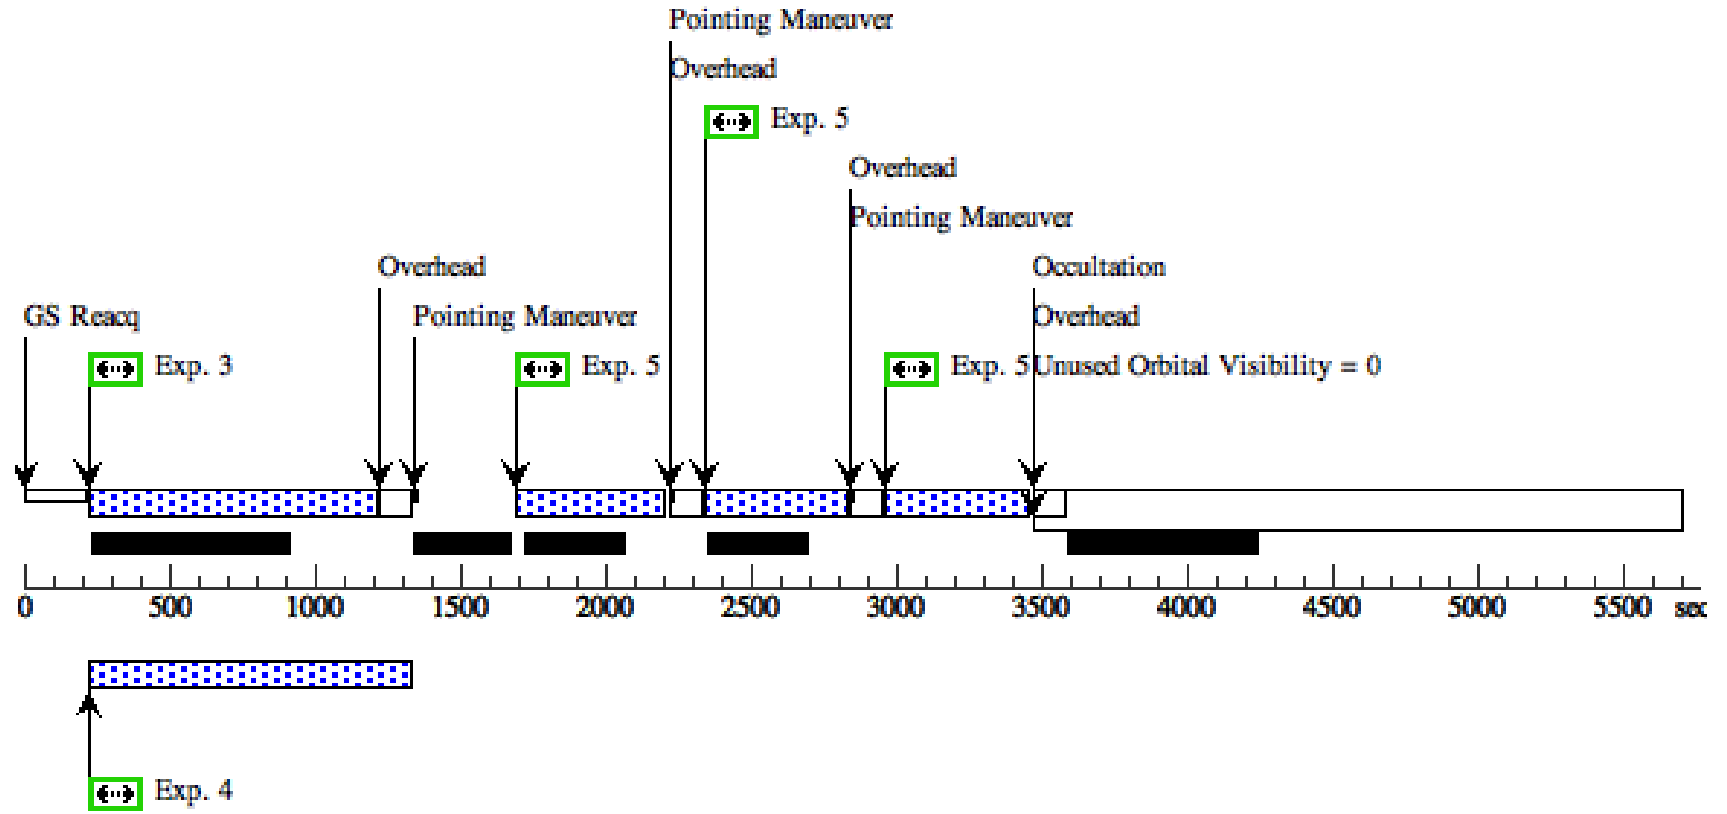 Pointing Maneuver
Overhead
Exp. 5
Overhead
Pointing Maneuver
Overhead
Occultation
GS Reacq
Pointing Maneuver
Overhead
Exp. 3
Exp. 5
Exp. 5
Unused Orbital Visibility = 0
0 500 1000 1500 2000 2500 3000 3500 4000 4500 5000 5500 sec
Exp. 4